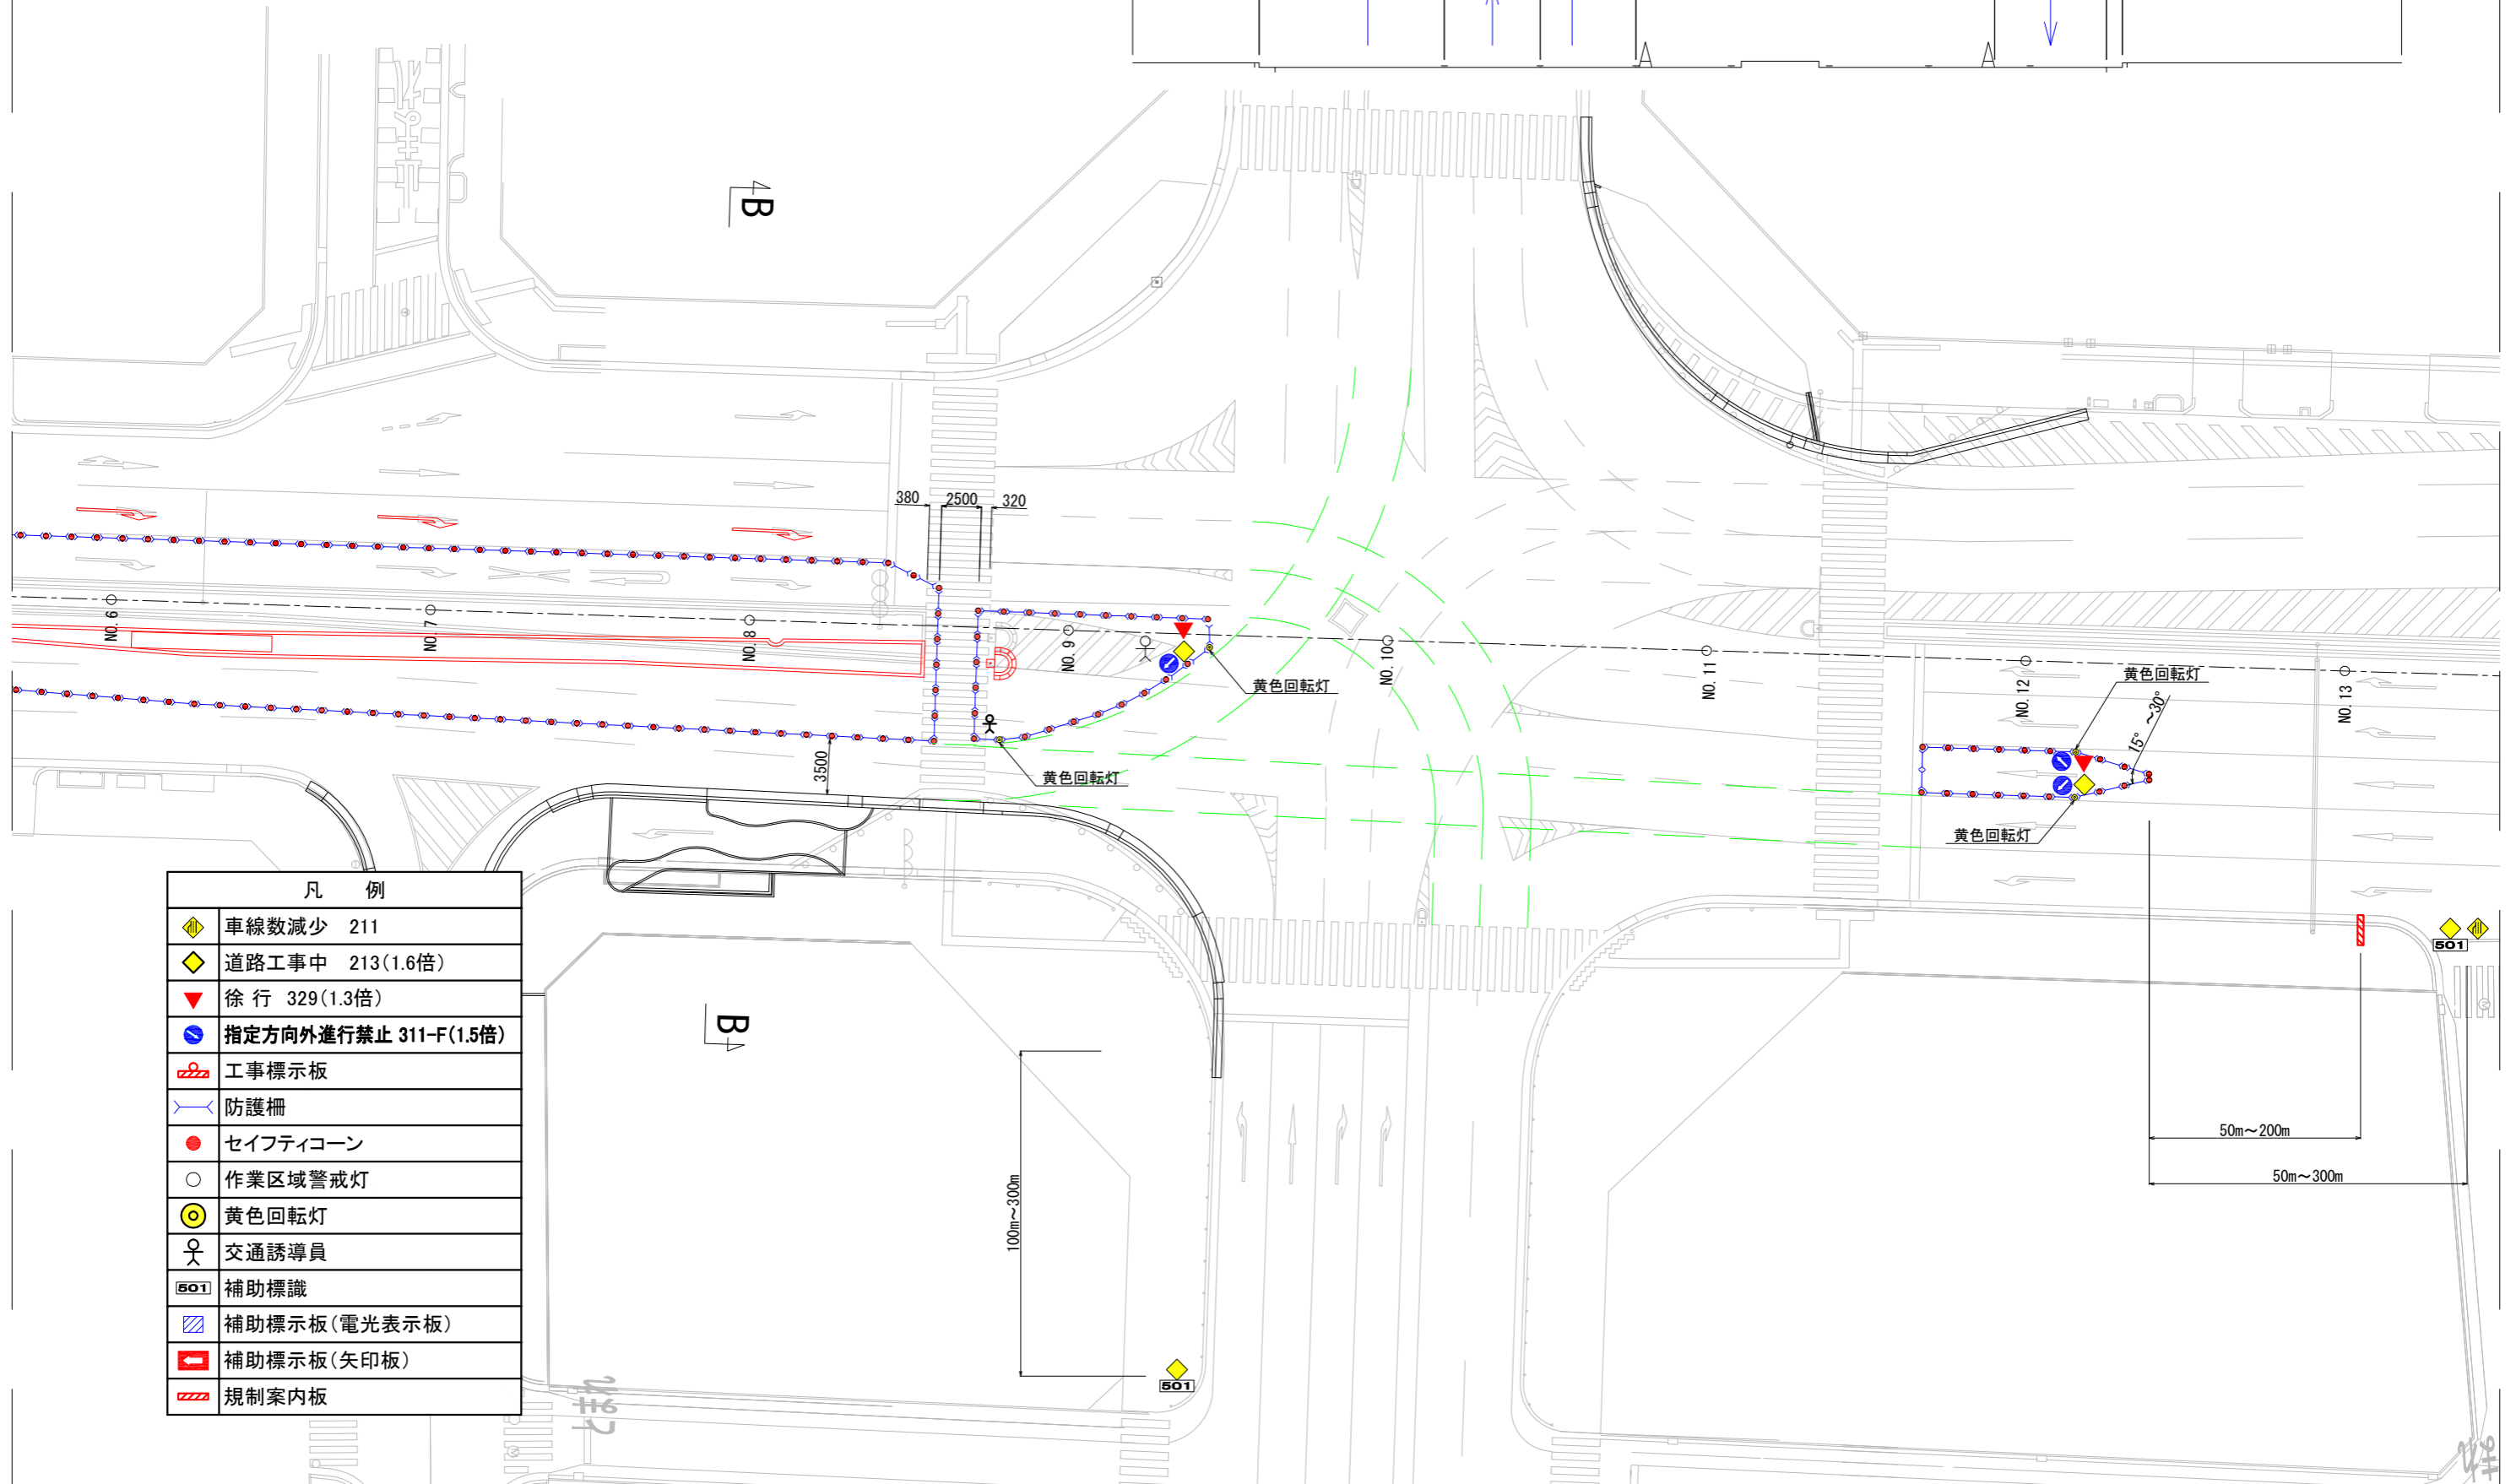 B
380
2500
320
NO. 6
NO. 7
NO. 8
NO. 9
NO. 10
NO. 11
NO. 12
NO. 13
黄色回転灯
黄色回転灯
3500
黄色回転灯
15°
～30°
黄色回転灯
凡 例
車線数減少 211
道路工事中 213(1.6倍)
徐 行 329(1.3倍)
指定方向外進行禁止 311-F(1.5倍)
工事標示板
防護柵
セイフティコーン
作業区域警戒灯
黄色回転灯
交通誘導員
501 補助標識
補助標示板(電光表示板)
補助標示板(矢印板)
規制案内板
B
501
50m～200m
50m～300m
100m～300m
501